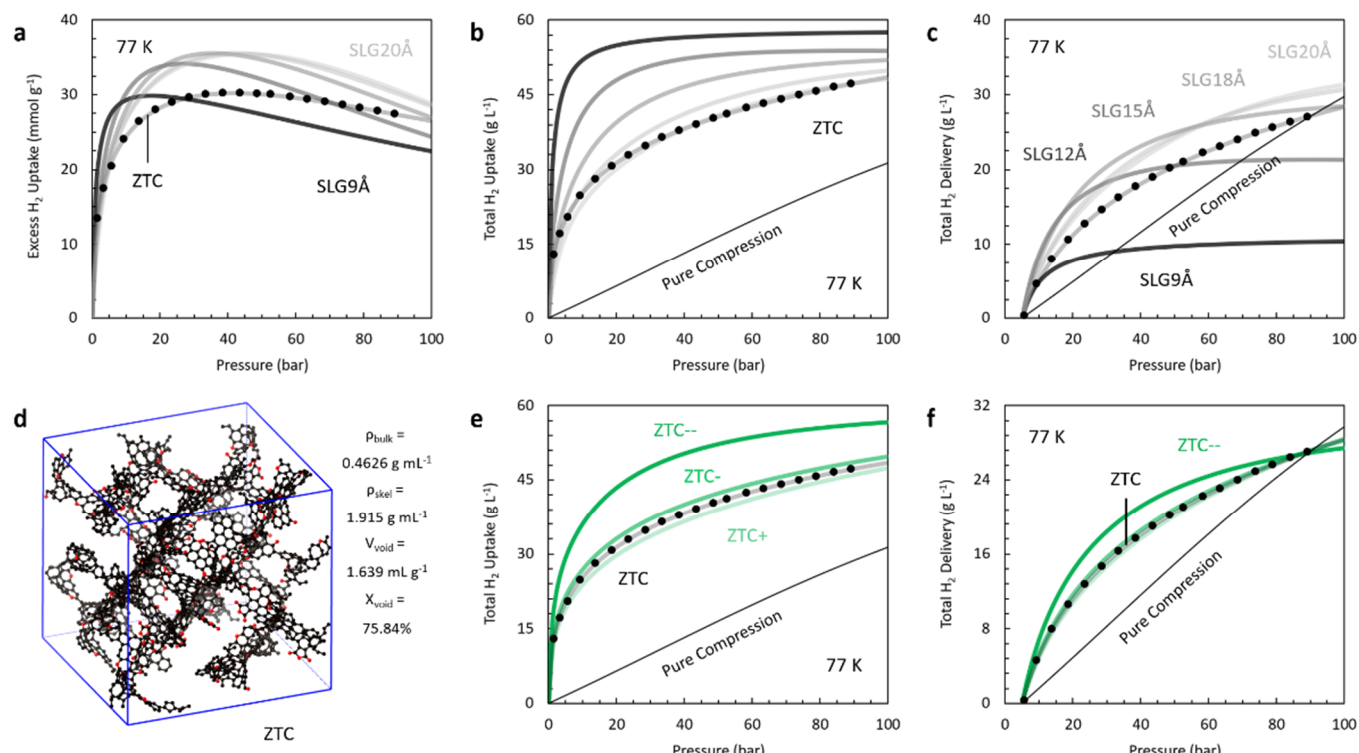 a
77 K
SLG20Å
ZTC
SLG9Å
Excess H₂ Uptake (mmol g⁻¹)
0
10
20
30
40
0
20
40
60
80
100
Pressure (bar)
b
ZTC
Pure Compression
77 K
Total H₂ Uptake (g L⁻¹)
0
15
30
45
60
0
20
40
60
80
100
Pressure (bar)
c
77 K
SLG20Å
SLG18Å
SLG15Å
SLG12Å
Pure Compression
SLG9Å
Total H₂ Delivery (g L⁻¹)
0
10
20
30
40
0
20
40
60
80
100
Pressure (bar)
d
ρbulk =
0.4626 g mL⁻¹
ρskel =
1.915 g mL⁻¹
Vvoid =
1.639 mL g⁻¹
Xvoid =
75.84%
ZTC
e
ZTC--
ZTC-
ZTC+
ZTC
Pure Compression
77 K
Total H₂ Uptake (g L⁻¹)
0
15
30
45
60
0
20
40
60
80
100
Pressure (bar)
f
77 K
ZTC--
ZTC
Pure Compression
Total H₂ Delivery (g L⁻¹)
0
8
16
24
32
0
20
40
60
80
100
Pressure (bar)